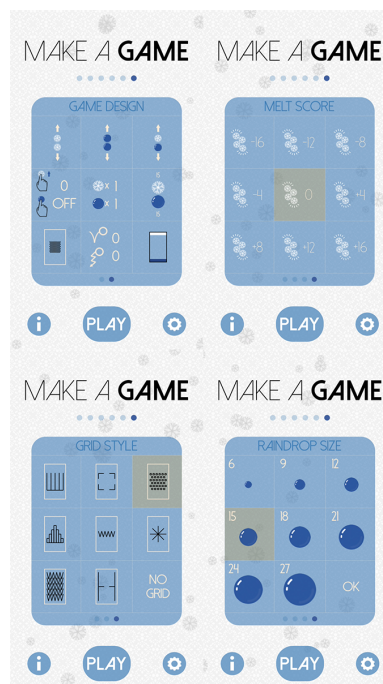 MAKE A GAME
GAME DESIGN
6
1
0
x 1
OFF
x 1
6
0
0
i
PLAY
MAKE A GAME
MELT SCORE
-16
-12
-8
-4
0
+4
+8
+12
+16
i
PLAY
MAKE A GAME
GRID STYLE
NO
GRID
i
PLAY
MAKE A GAME
RAINDROP SIZE
6
9
12
15
18
21
24
27
OK
i
PLAY